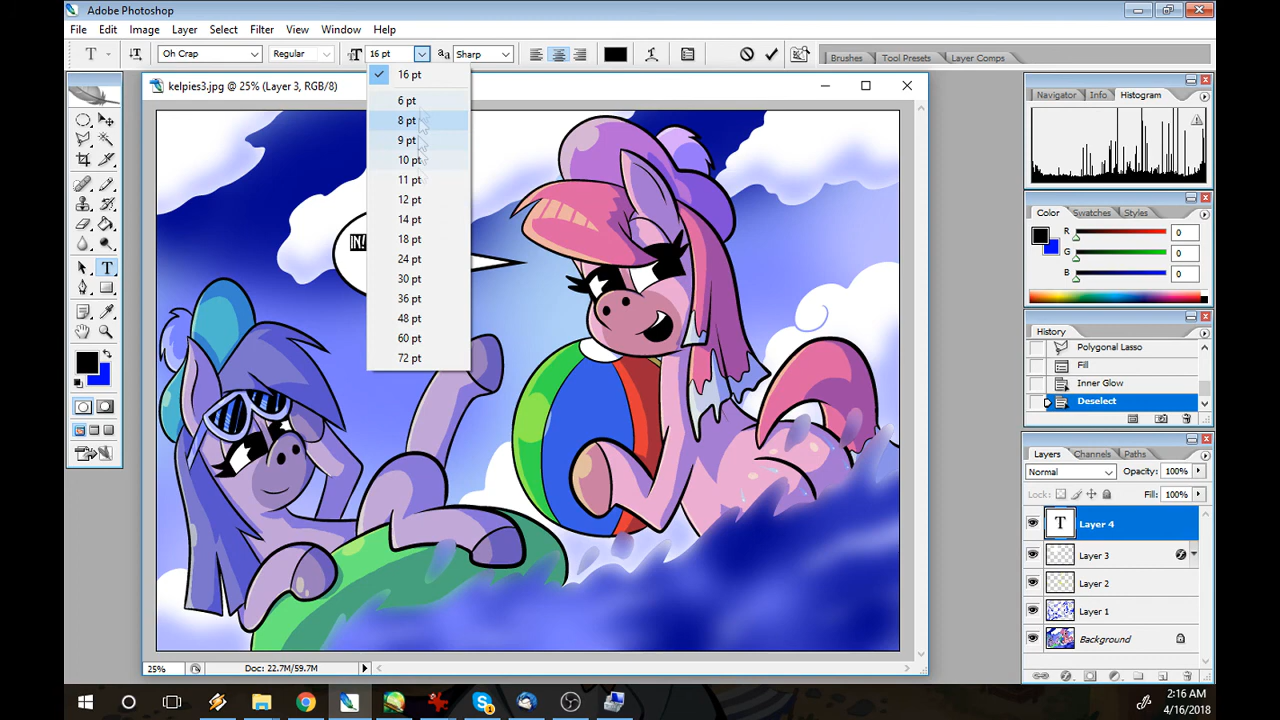 Adobe Photoshop
File Edit Image Layer Select Filter View Window Help
T Oh Crap Regular 16 pt Sharp Brushes Tool Presets Layer Comps
16 pt
6 pt
8 pt
9 pt
10 pt
11 pt
12 pt
14 pt
18 pt
24 pt
30 pt
36 pt
48 pt
60 pt
72 pt
kelpies3.jpg @ 25% (Layer 3, RGB/8)
IN!
25% Doc: 22.7M/59.7M
Navigator Info Histogram
Color Swatches Styles
R 0
G 0
B 0
History
Polygonal Lasso
Fill
Inner Glow
Deselect
Layers Channels Paths
Normal Opacity: 100%
Lock: Fill: 100%
T Layer 4
Layer 3
Layer 2
Layer 1
Background
2:16 AM
4/16/2018